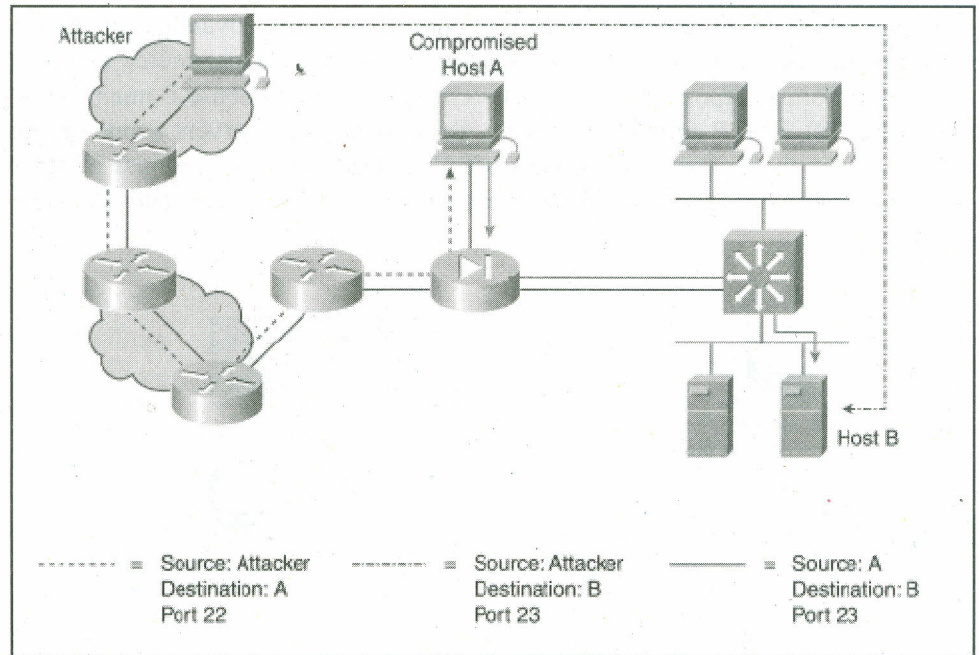 Attacker
Compromised
Host A
Host B
= Source: Attacker
Destination: A
Port 22
= Source: Attacker
Destination: B
Port 23
= Source: A
Destination: B
Port 23